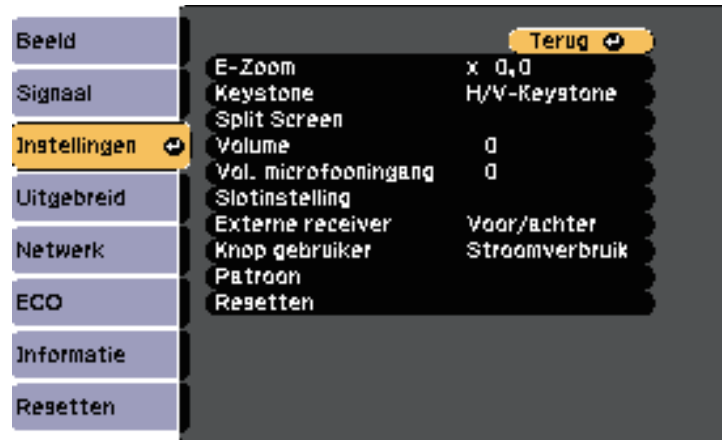 Beeld
Signaal
Instellingen
Uitgebreid
Netwerk
ECO
Informatie
Resetten
Terug
E-Zoom x 0,0
Keystone H/V-Keystone
Split Screen
Volume 0
Vol. microfooningang 0
Slotinstelling
Externe receiver Voor/achter
Knop gebruiker Stroomverbruik
Patroon
Resetten